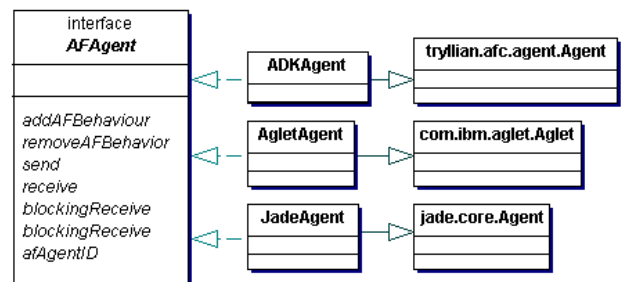 interface
AFAgent
addAFBehaviour
removeAFBehavior
send
receive
blockingReceive
blockingReceive
afAgentID
ADKAgent
tryllian.afc.agent.Agent
AgletAgent
com.ibm.aglet.Aglet
JadeAgent
jade.core.Agent